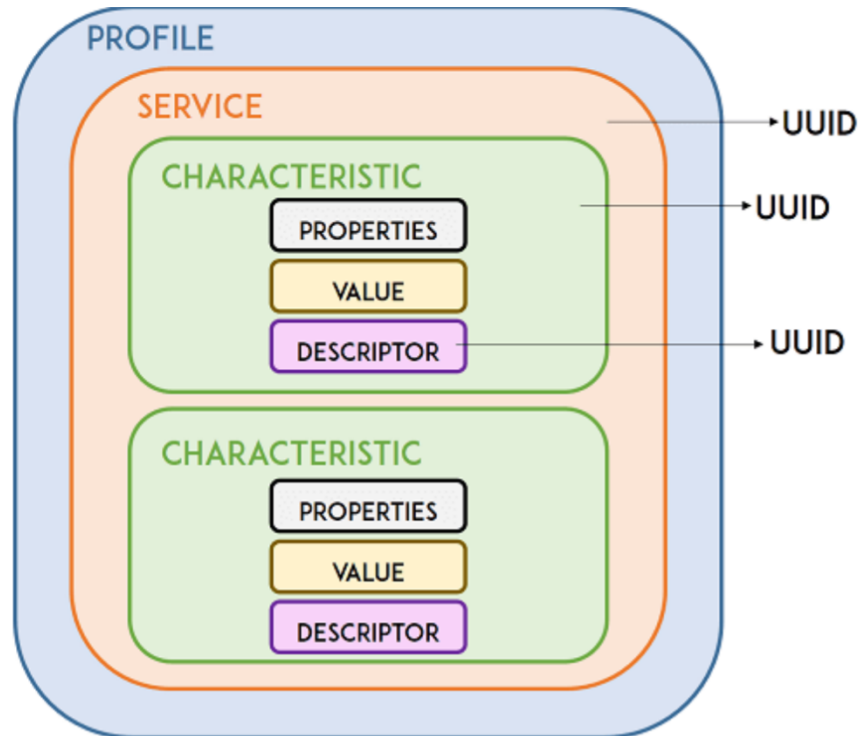 PROFILE
SERVICE
UUID
CHARACTERISTIC
UUID
PROPERTIES
VALUE
DESCRIPTOR
UUID
CHARACTERISTIC
PROPERTIES
VALUE
DESCRIPTOR